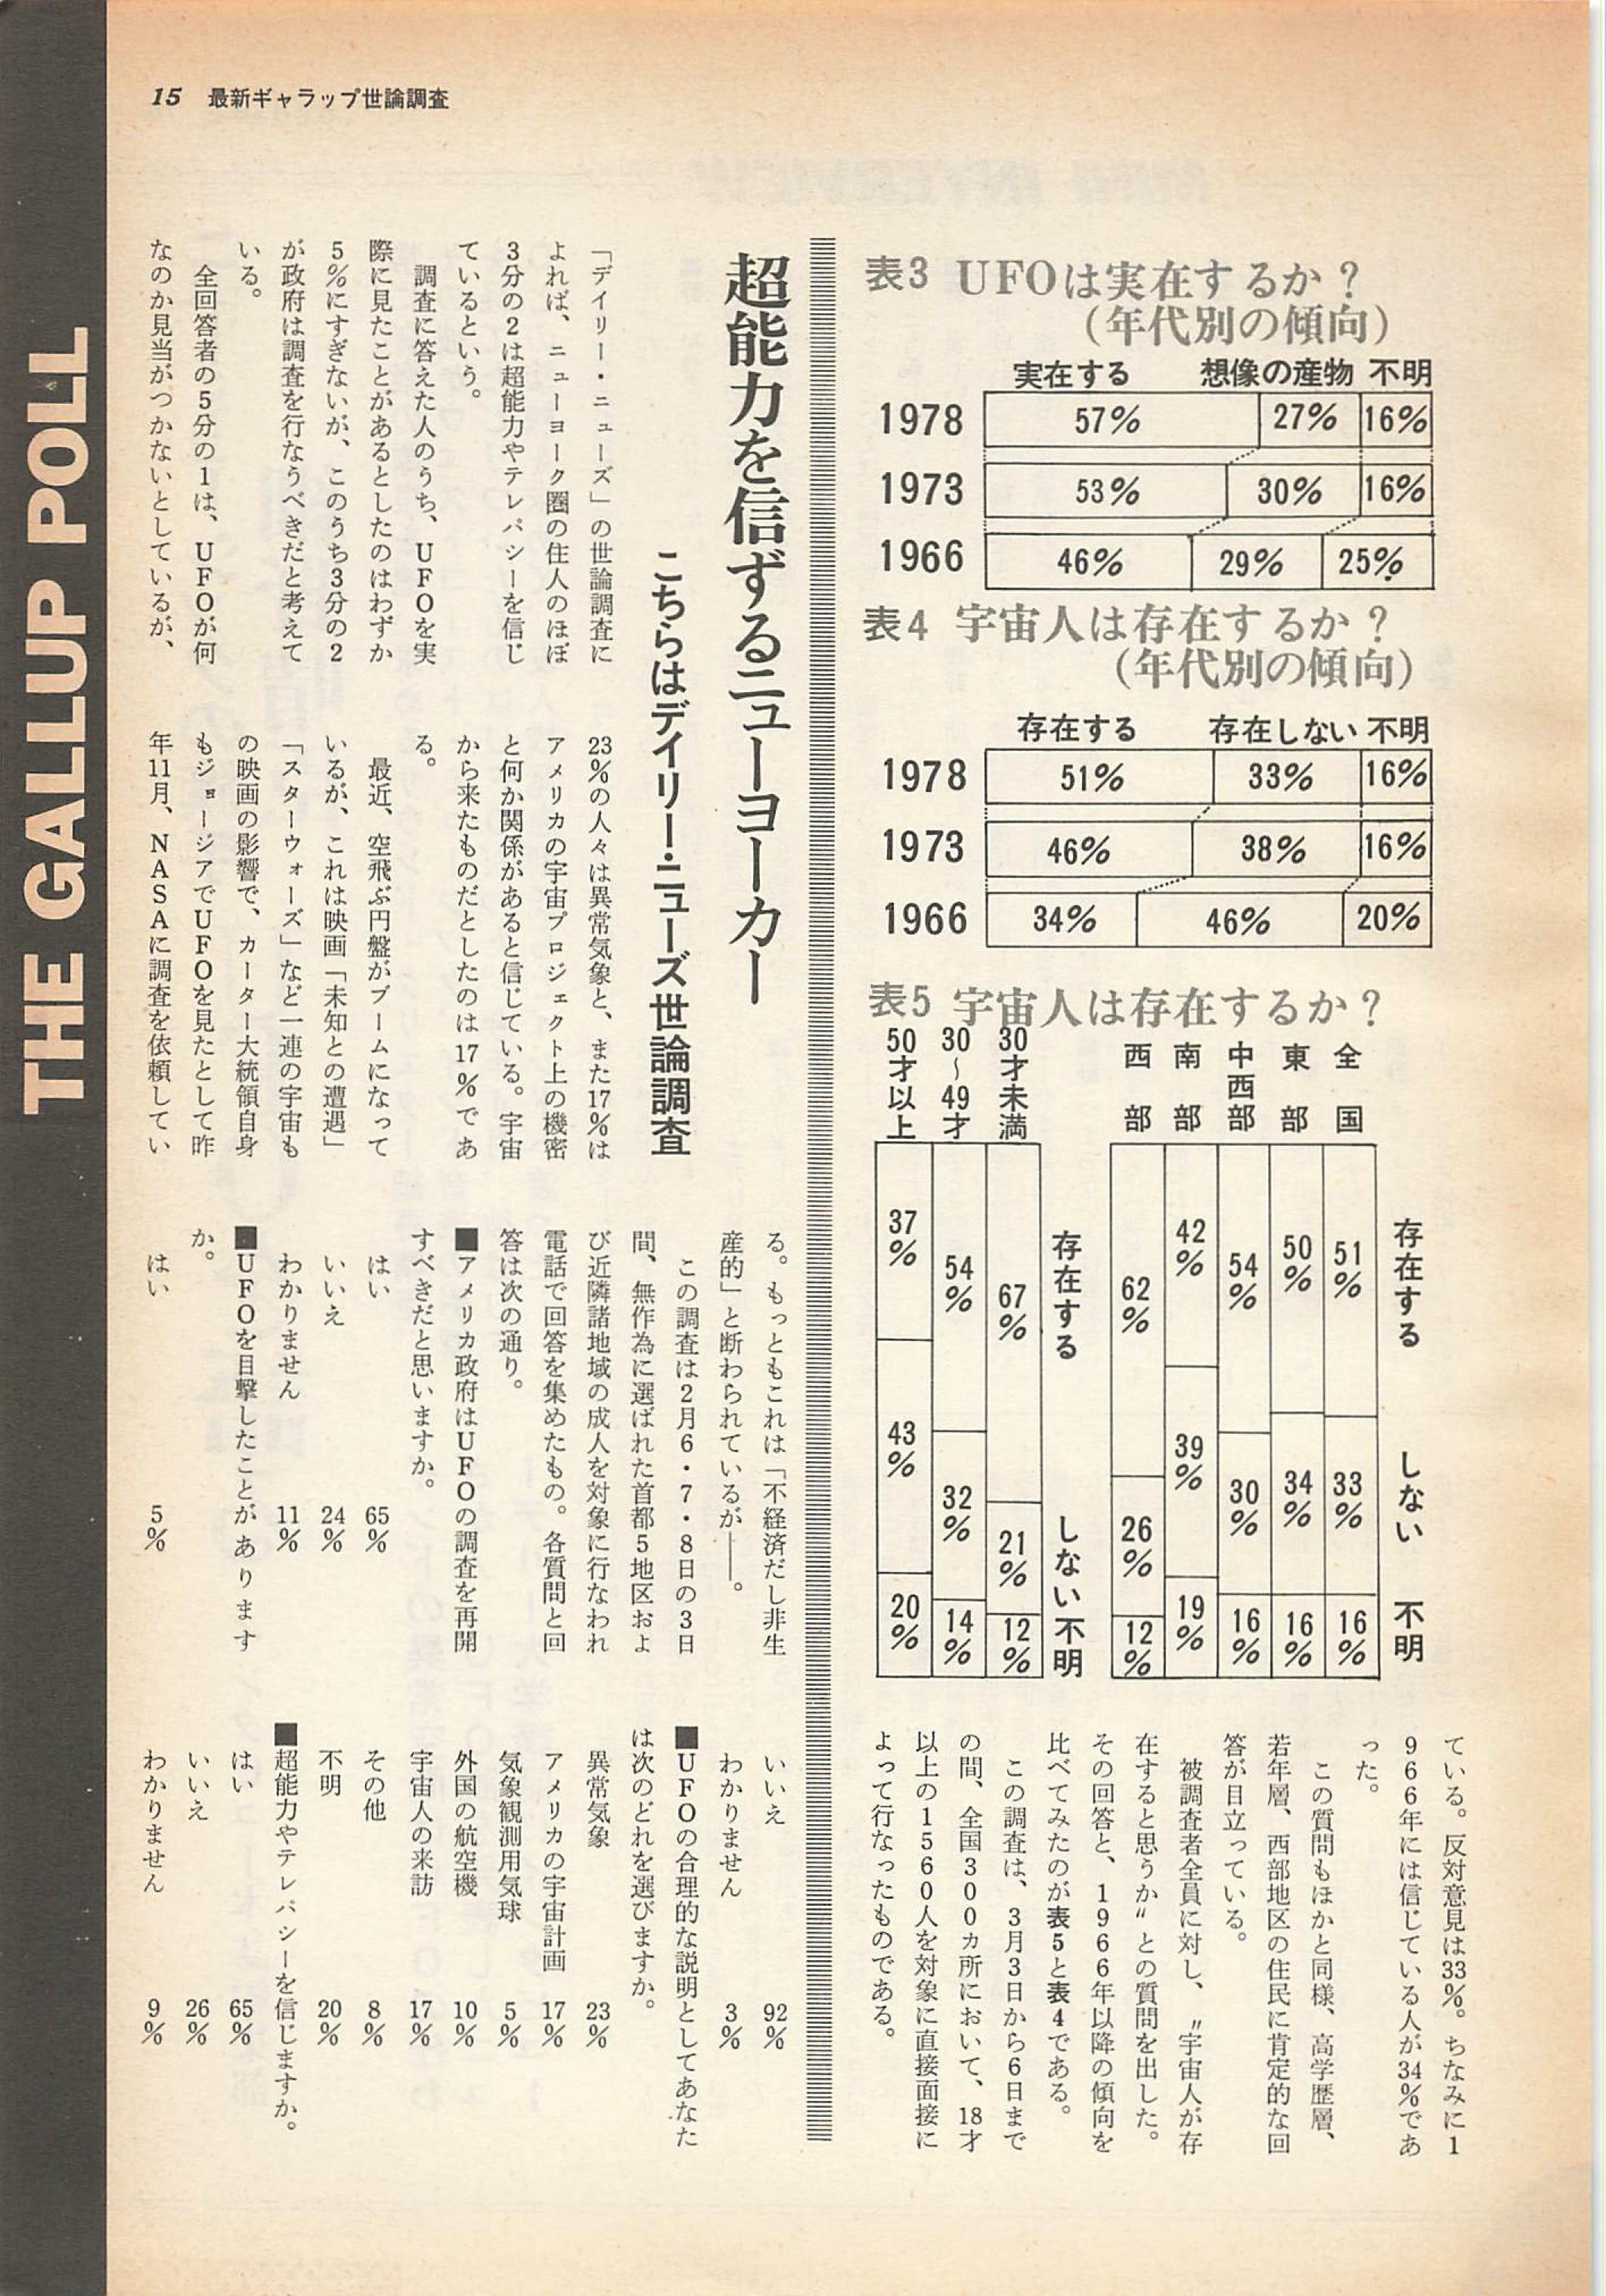 15 最新ギャラップ世論調査
THE GALLUP POLL
表3 UFOは実在するか?
(年代別の傾向)
実在する 想像の産物 不明
1978 57% 27% 16%
1973 53% 30% 16%
1966 46% 29% 25%
表4 宇宙人は存在するか?
(年代別の傾向)
存在する 存在しない 不明
1978 51% 33% 16%
1973 46% 38% 16%
1966 34% 46% 20%
表5 宇宙人は存在するか?
存在する しない 不明
全国 51% 33% 16%
東部 50% 34% 16%
中西部 54% 30% 16%
南部 42% 39% 19%
西部 62% 26% 12%
存在する しない 不明
30才未満 67% 21% 12%
30〜49才 54% 32% 14%
50才以上 37% 43% 20%
ている。反対意見は33%。ちなみに1
966年には信じている人が34%であ
った。
この質問もほかと同様、高学歴層、
若年層、西部地区の住民に肯定的な回
答が目立っている。
被調査者全員に対し、〝宇宙人が存
在すると思うか〟との質問を出した。
その回答と、1966年以降の傾向を
比べてみたのが表5と表4である。
この調査は、3月3日から6日まで
の間、全国300ヵ所において、18才
以上の1560人を対象に直接面接に
よって行なったものである。
超能力を信ずるニューヨーカー
こちらはデイリー・ニューズ世論調査
「デイリー・ニューズ」の世論調査に
よれば、ニューヨーク圏の住人のほぼ
3分の2は超能力やテレパシーを信じ
ているという。
調査に答えた人のうち、UFOを実
際に見たことがあるとしたのはわずか
5%にすぎないが、このうち3分の2
が政府は調査を行なうべきだと考えて
いる。
全回答者の5分の1は、UFOが何
なのか見当がつかないとしているが、
23%の人々は異常気象と、また17%は
アメリカの宇宙プロジェクト上の機密
と何か関係があると信じている。宇宙
から来たものだとしたのは17%であ
る。
最近、空飛ぶ円盤がブームになって
いるが、これは映画「未知との遭遇」
「スターウォーズ」など一連の宇宙も
の映画の影響で、カーター大統領自身
もジョージアでUFOを見たとして昨
年11月、NASAに調査を依頼してい
る。もっともこれは「不経済だし非生
産的」と断わられているが――。
この調査は2月6・7・8日の3日
間、無作為に選ばれた首都5地区およ
び近隣諸地域の成人を対象に行なわれ
電話で回答を集めたもの。各質問と回
答は次の通り。
■アメリカ政府はUFOの調査を再開
すべきだと思いますか。
はい 65%
いいえ 24%
わかりません 11%
■UFOを目撃したことがあります
か。
はい 5%
いいえ 92%
わかりません 3%
■UFOの合理的な説明としてあなた
は次のどれを選びますか。
異常気象 23%
アメリカの宇宙計画 17%
気象観測用気球 5%
外国の航空機 10%
宇宙人の来訪 17%
その他 8%
不明 20%
■超能力やテレパシーを信じますか。
はい 65%
いいえ 26%
わかりません 9%